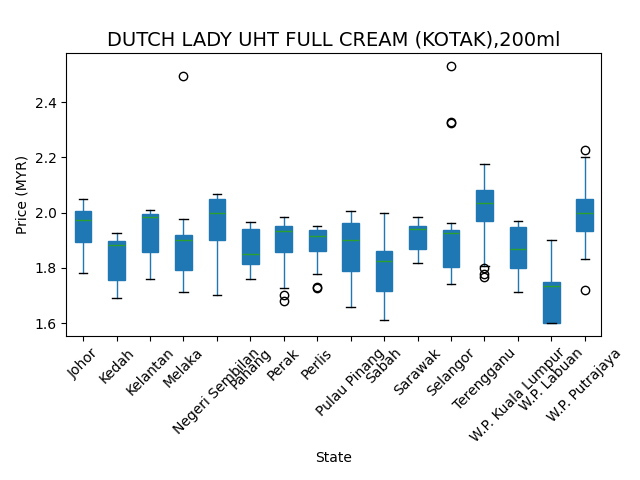 DUTCH LADY UHT FULL CREAM (KOTAK),200ml
Price (MYR)
2.4
2.2
2.0
1.8
1.6
Johor
Kedah
Kelantan
Melaka
Negeri Sembilan
Pahang
Perak
Perlis
Pulau Pinang
Sabah
Sarawak
Selangor
Terengganu
W.P. Kuala Lumpur
W.P. Labuan
W.P. Putrajaya
State